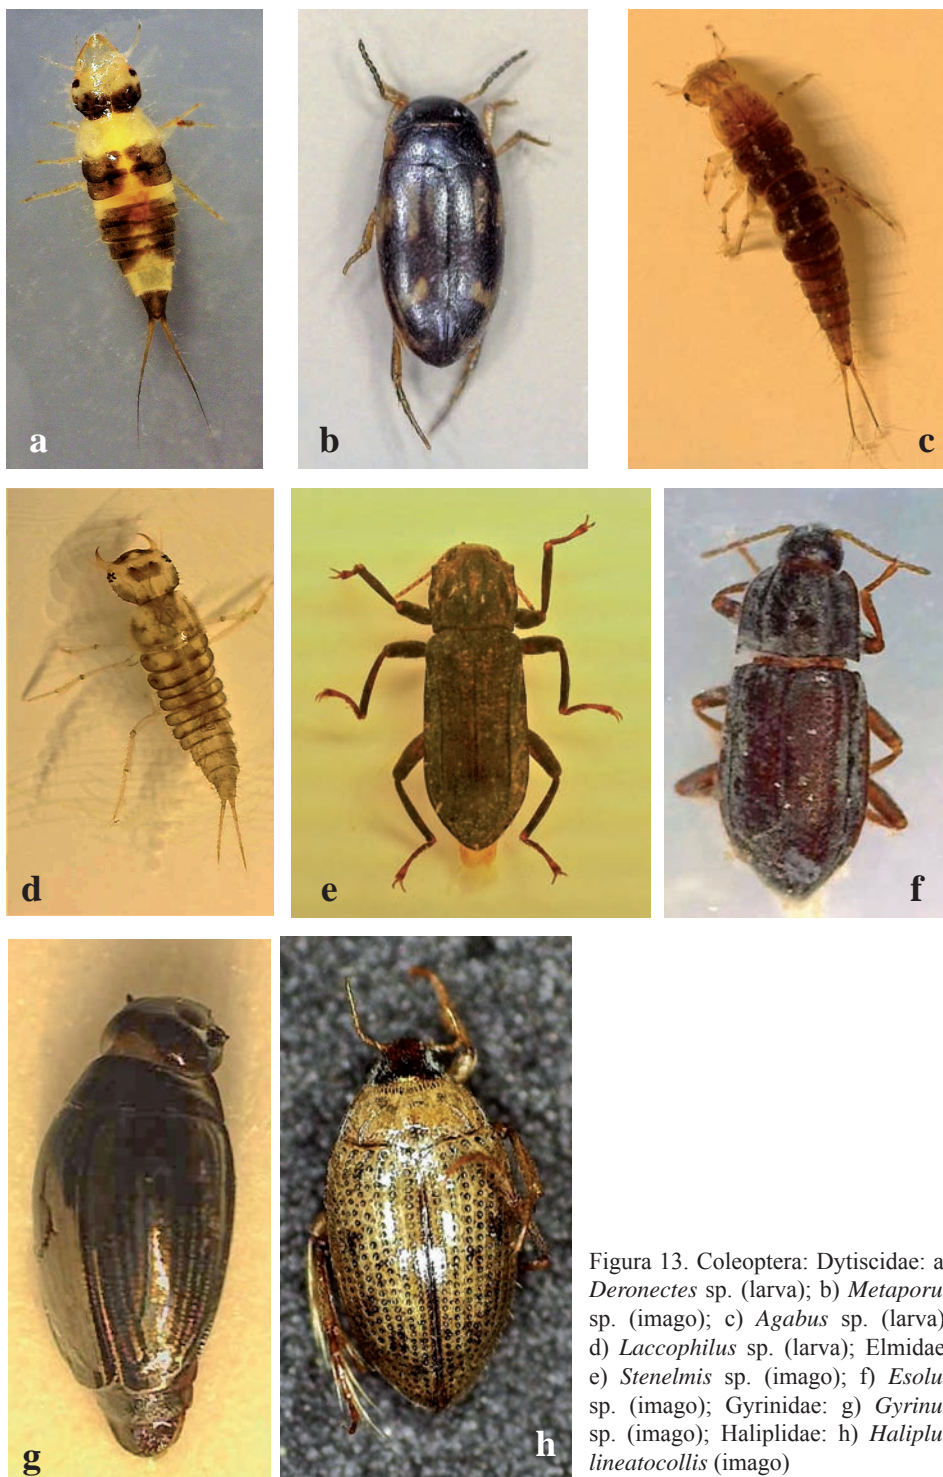 a
b
c
d
e
f
g
h
Figura 13. Coleoptera: Dytiscidae: a
Deronectes sp. (larva); b) Metaporu
sp. (imago); c) Agabus sp. (larva)
d) Laccophilus sp. (larva); Elmidae
e) Stenelmis sp. (imago); f) Esolu
sp. (imago); Gyrinidae: g) Gyrinu
sp. (imago); Haliplidae: h) Haliplu
lineatocollis (imago)